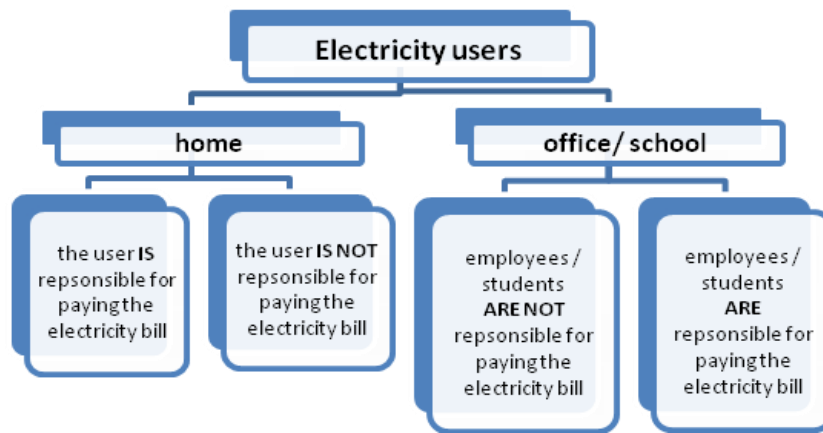 Electricity users
home
office/ school
the user IS
repsonsible for
paying the
electricity bill
the user IS NOT
repsonsible for
paying the
electricity bill
employees /
students
ARE NOT
repsonsible for
paying the
electricity bill
employees /
students
ARE
repsonsible for
paying the
electricity bill